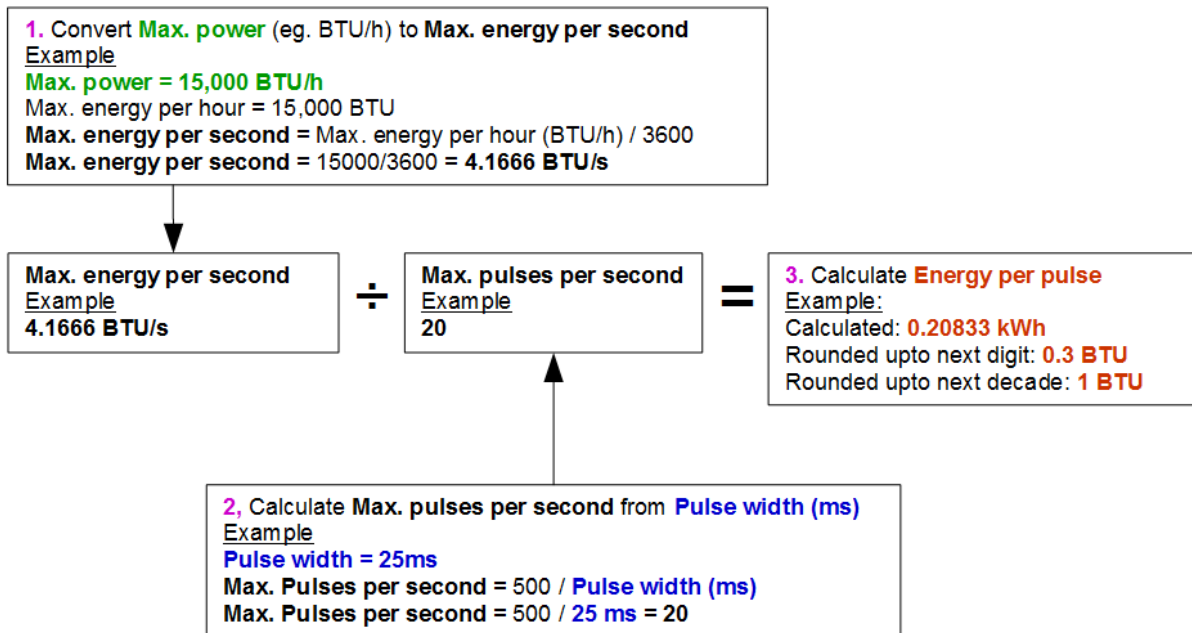 1. Convert Max. power (eg. BTU/h) to Max. energy per second
Example
Max. power = 15,000 BTU/h
Max. energy per hour = 15,000 BTU
Max. energy per second = Max. energy per hour (BTU/h) / 3600
Max. energy per second = 15000/3600 = 4.1666 BTU/s
Max. energy per second
Example
4.1666 BTU/s
÷
Max. pulses per second
Example
20
=
3. Calculate Energy per pulse
Example:
Calculated: 0.20833 kWh
Rounded upto next digit: 0.3 BTU
Rounded upto next decade: 1 BTU
2, Calculate Max. pulses per second from Pulse width (ms)
Example
Pulse width = 25ms
Max. Pulses per second = 500 / Pulse width (ms)
Max. Pulses per second = 500 / 25 ms = 20